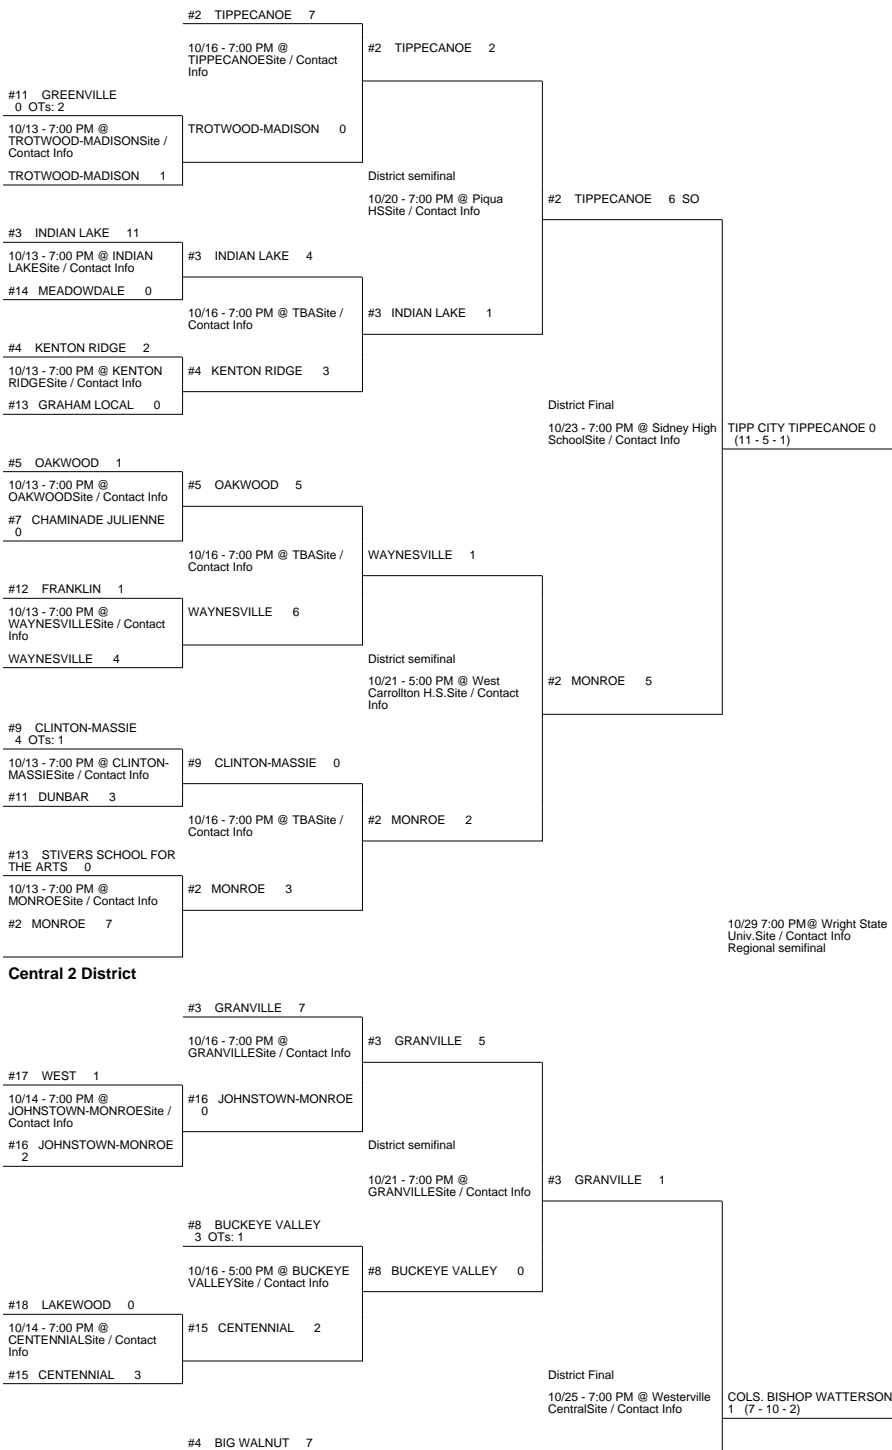 #2 TIPPECANOE 7
10/16 - 7:00 PM @
TIPPECANOESite / Contact
Info
#2 TIPPECANOE 2
#11 GREENVILLE
0 OTs: 2
10/13 - 7:00 PM @
TROTWOOD-MADISONSite /
Contact Info
TROTWOOD-MADISON 0
TROTWOOD-MADISON 1
District semifinal
10/20 - 7:00 PM @ Piqua
HSSite / Contact Info
#2 TIPPECANOE 6 SO
#3 INDIAN LAKE 11
10/13 - 7:00 PM @ INDIAN
LAKESite / Contact Info
#3 INDIAN LAKE 4
#14 MEADOWDALE 0
10/16 - 7:00 PM @ TBASite /
Contact Info
#3 INDIAN LAKE 1
#4 KENTON RIDGE 2
10/13 - 7:00 PM @ KENTON
RIDGESite / Contact Info
#4 KENTON RIDGE 3
#13 GRAHAM LOCAL 0
District Final
10/23 - 7:00 PM @ Sidney High
SchoolSite / Contact Info
TIPP CITY TIPPECANOE 0
(11 - 5 - 1)
#5 OAKWOOD 1
10/13 - 7:00 PM @
OAKWOODSite / Contact Info
#5 OAKWOOD 5
#7 CHAMINADE JULIENNE
0
10/16 - 7:00 PM @ TBASite /
Contact Info
WAYNESVILLE 1
#12 FRANKLIN 1
10/13 - 7:00 PM @
WAYNESVILLESite / Contact
Info
WAYNESVILLE 6
WAYNESVILLE 4
District semifinal
10/21 - 5:00 PM @ West
Carrollton H.S.Site / Contact
Info
#2 MONROE 5
#9 CLINTON-MASSIE
4 OTs: 1
10/13 - 7:00 PM @ CLINTON-
MASSIESite / Contact Info
#9 CLINTON-MASSIE 0
#11 DUNBAR 3
10/16 - 7:00 PM @ TBASite /
Contact Info
#2 MONROE 2
#13 STIVERS SCHOOL FOR
THE ARTS 0
10/13 - 7:00 PM @
MONROESite / Contact Info
#2 MONROE 3
#2 MONROE 7
10/29 7:00 PM@ Wright State
Univ.Site / Contact Info
Regional semifinal
Central 2 District
#3 GRANVILLE 7
10/16 - 7:00 PM @
GRANVILLESite / Contact Info
#3 GRANVILLE 5
#17 WEST 1
10/14 - 7:00 PM @
JOHNSTOWN-MONROESite /
Contact Info
#16 JOHNSTOWN-MONROE
0
#16 JOHNSTOWN-MONROE
2
District semifinal
10/21 - 7:00 PM @
GRANVILLESite / Contact Info
#3 GRANVILLE 1
#8 BUCKEYE VALLEY
3 OTs: 1
10/16 - 5:00 PM @ BUCKEYE
VALLEYSite / Contact Info
#8 BUCKEYE VALLEY 0
#18 LAKEWOOD 0
10/14 - 7:00 PM @
CENTENNIALSite / Contact
Info
#15 CENTENNIAL 2
#15 CENTENNIAL 3
District Final
10/25 - 7:00 PM @ Westerville
CentralSite / Contact Info
COLS. BISHOP WATTERSON
1 (7 - 10 - 2)
#4 BIG WALNUT 7